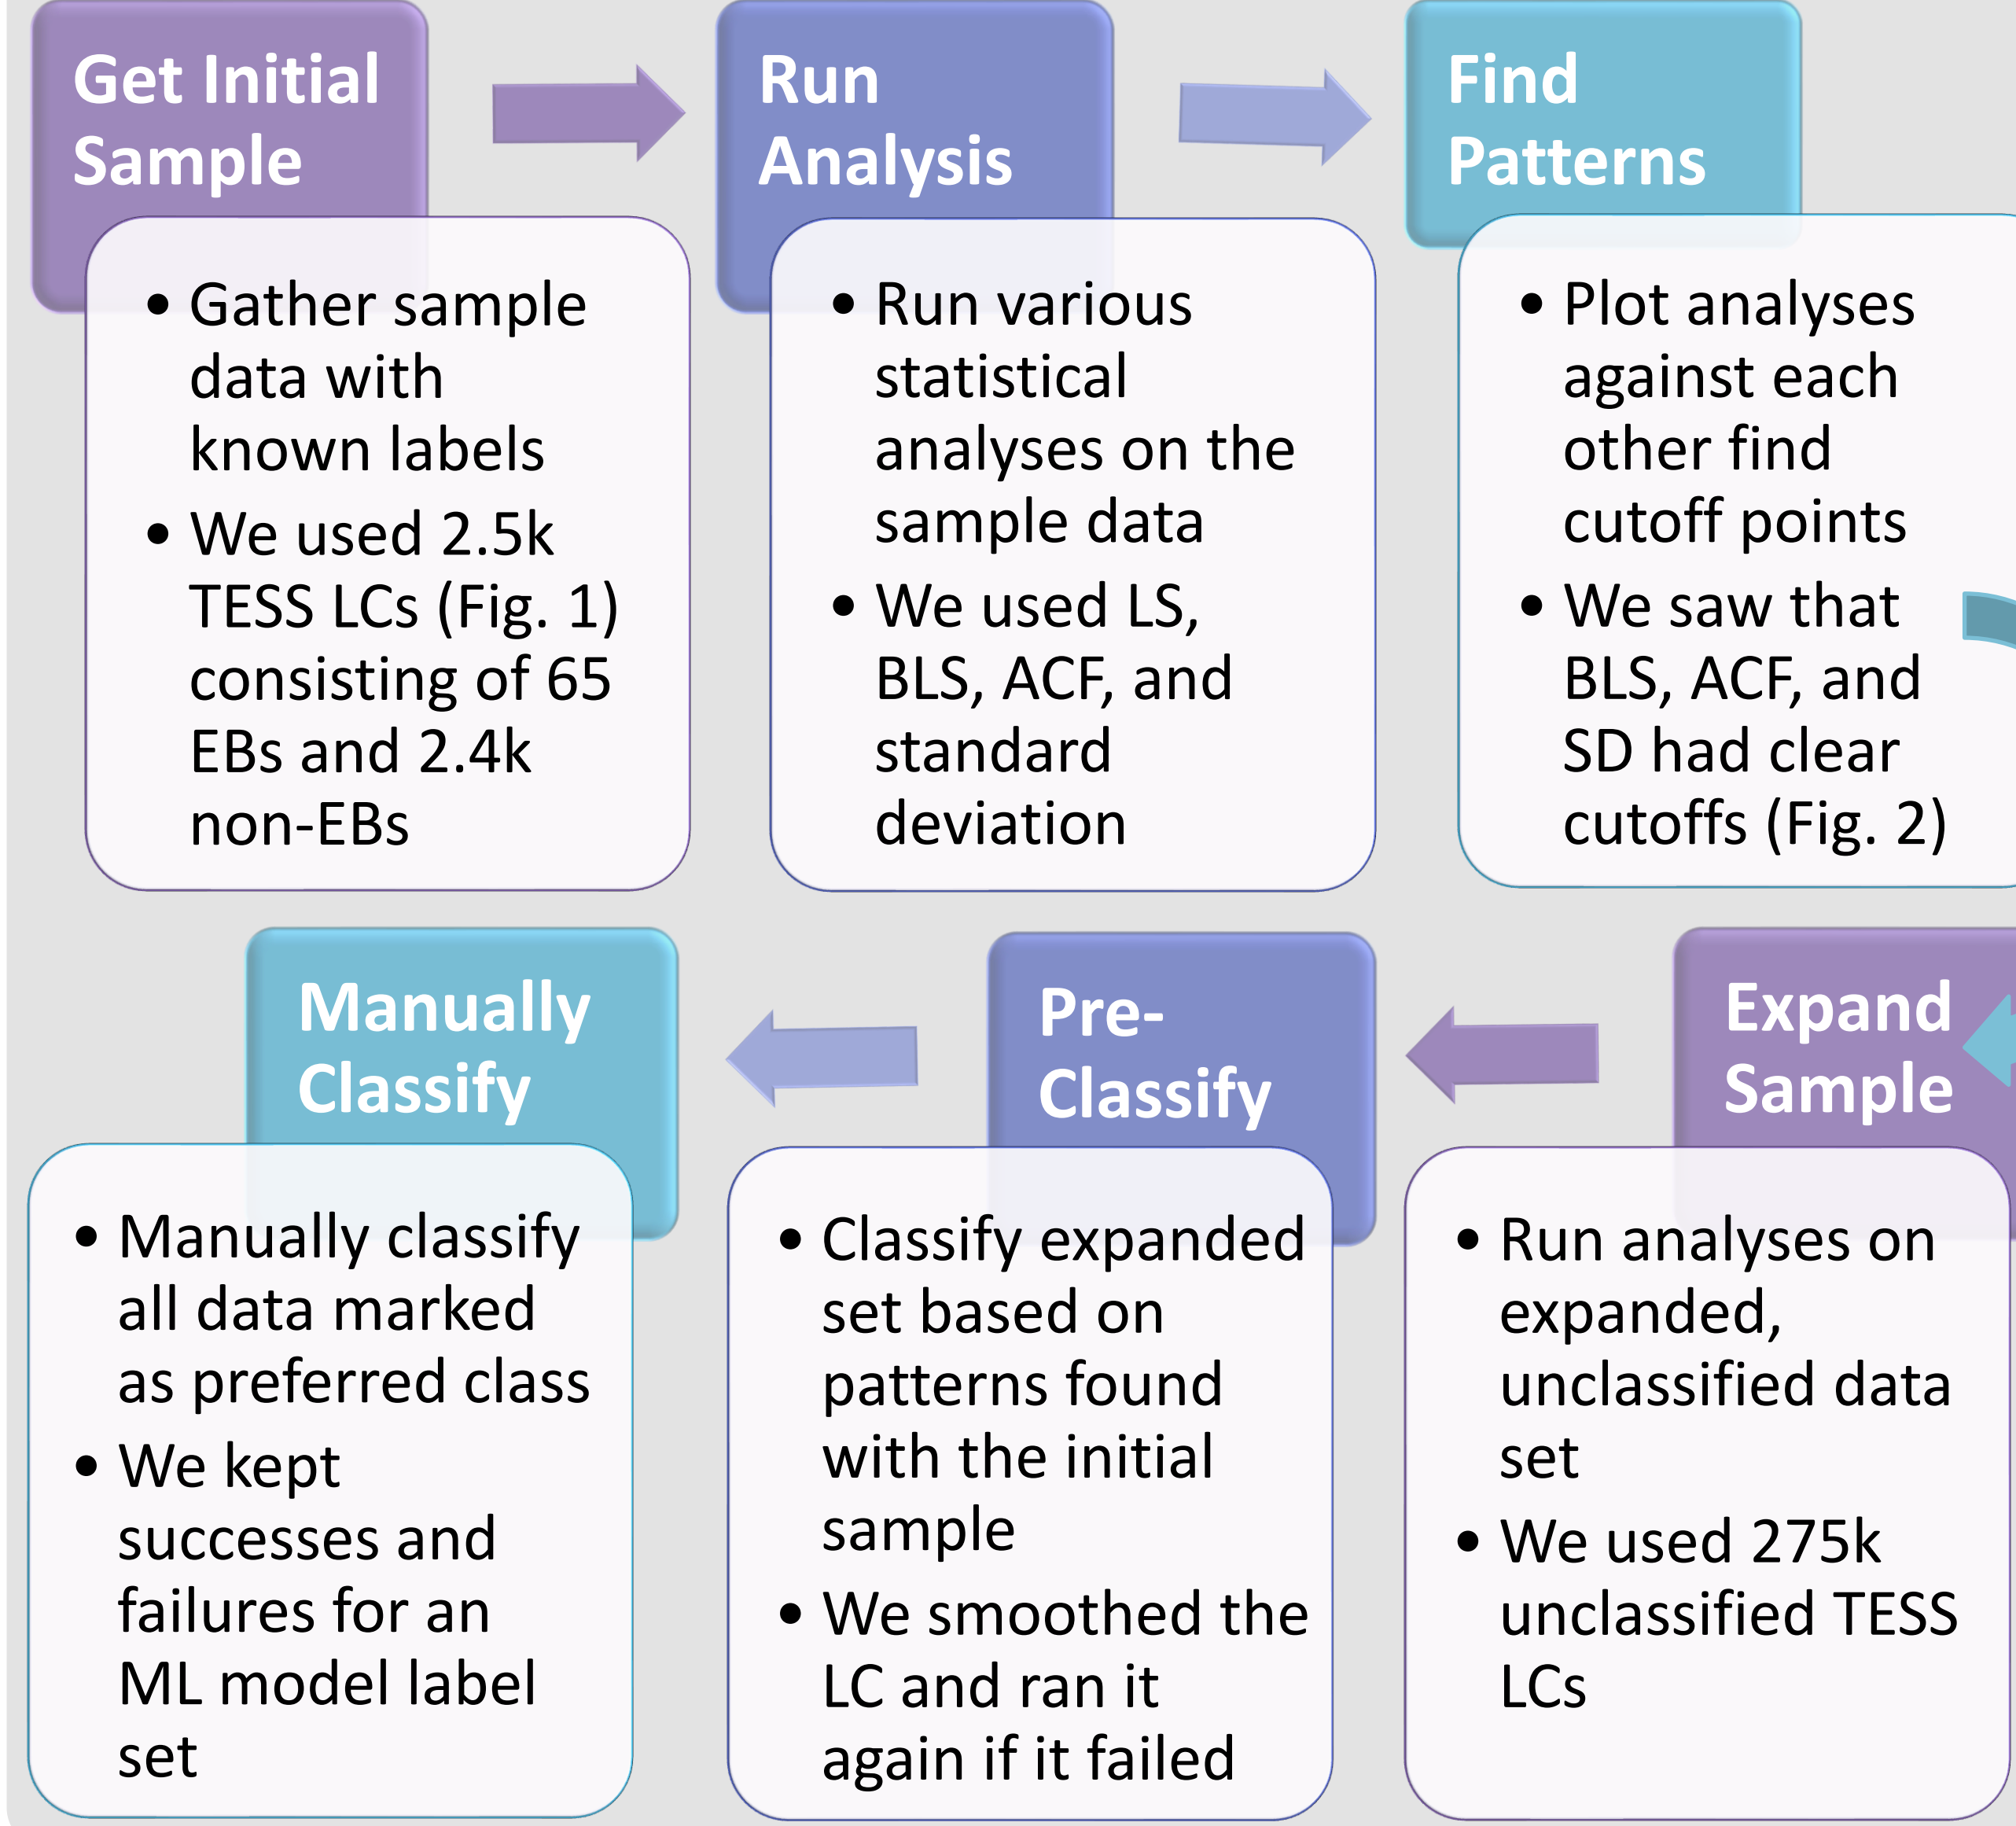 Get Initial
Sample
• Gather sample
data with
known labels
• We used 2.5k
TESS LCs (Fig. 1)
consisting of 65
EBs and 2.4k
non-EBs
Run
Analysis
• Run various
statistical
analyses on the
sample data
• We used LS,
BLS, ACF, and
standard
deviation
Find
Patterns
• Plot analyses
against each
other find
cutoff points
• We saw that
BLS, ACF, and
SD had clear
cutoffs (Fig. 2)
Expand
Sample
• Run analyses on
expanded,
unclassified data
set
• We used 275k
unclassified TESS
LCs
Pre-
Classify
• Classify expanded
set based on
patterns found
with the initial
sample
• We smoothed the
LC and ran it
again if it failed
Manually
Classify
• Manually classify
all data marked
as preferred class
• We kept
successes and
failures for an
ML model label
set